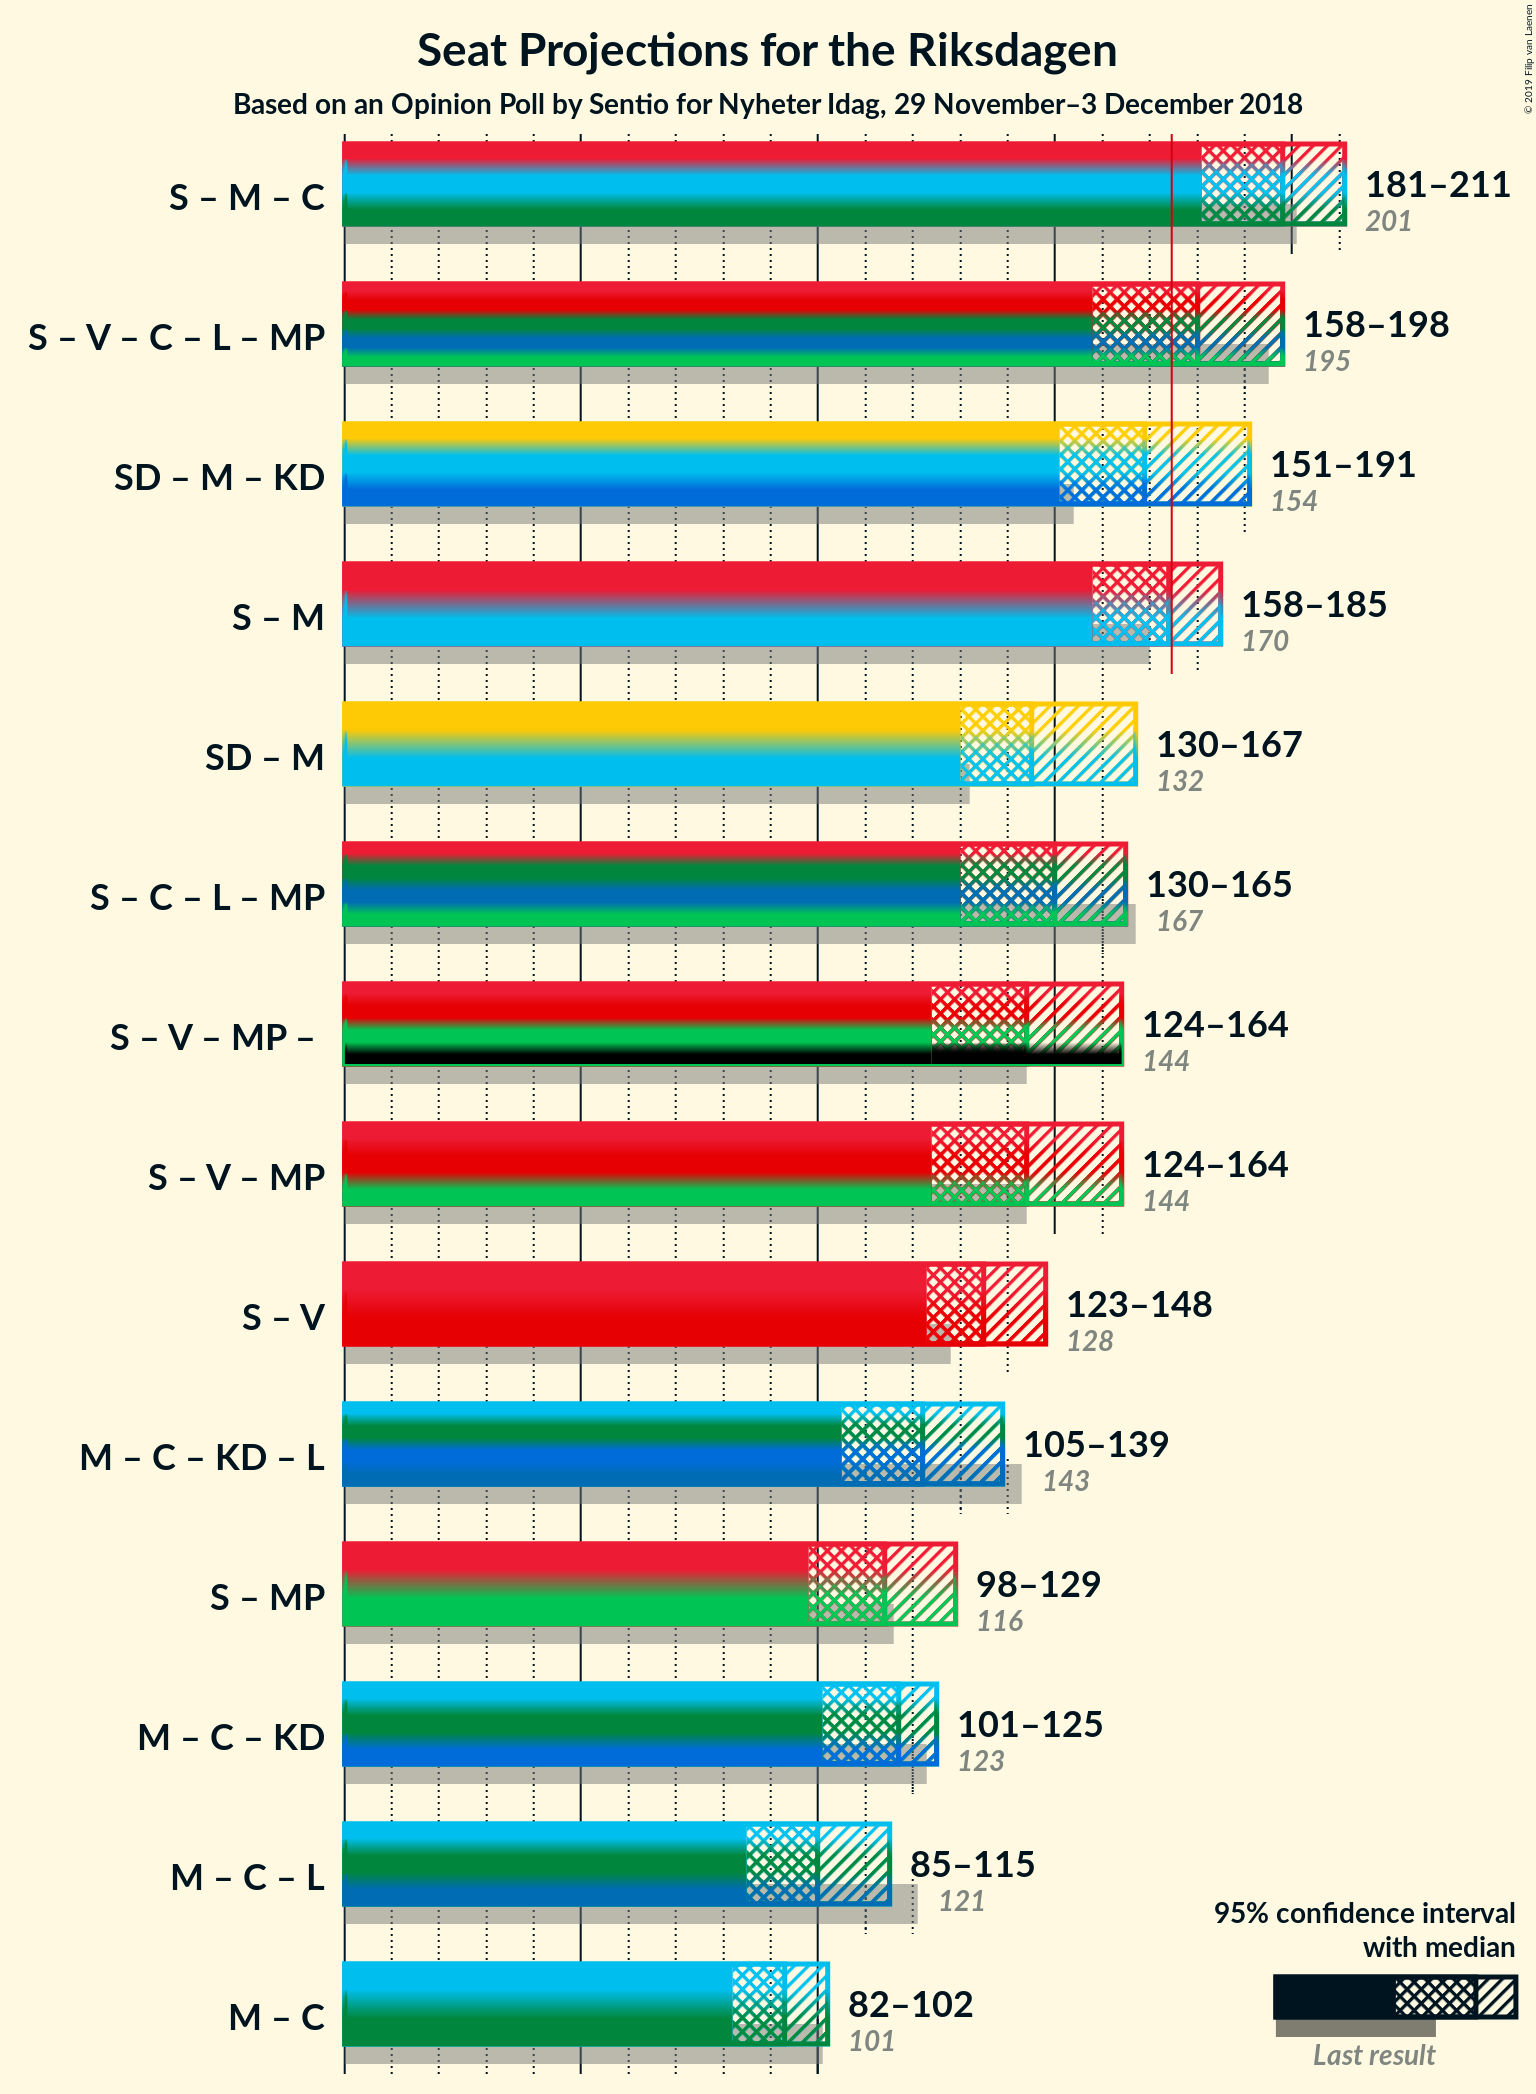 Seat Projections for the Riksdagen
Based on an Opinion Poll by Sentio for Nyheter Idag, 29 November–3 December 2018
© 2019 Filip van Laenen
S – M – C
181–211
201
S – V – C – L – MP
158–198
195
SD – M – KD
151–191
154
S – M
158–185
170
SD – M
130–167
132
S – C – L – MP
130–165
167
S – V – MP –
124–164
144
S – V – MP
124–164
144
S – V
123–148
128
M – C – KD – L
105–139
143
S – MP
98–129
116
M – C – KD
101–125
123
M – C – L
85–115
121
M – C
82–102
101
95% confidence interval
with median
Last result